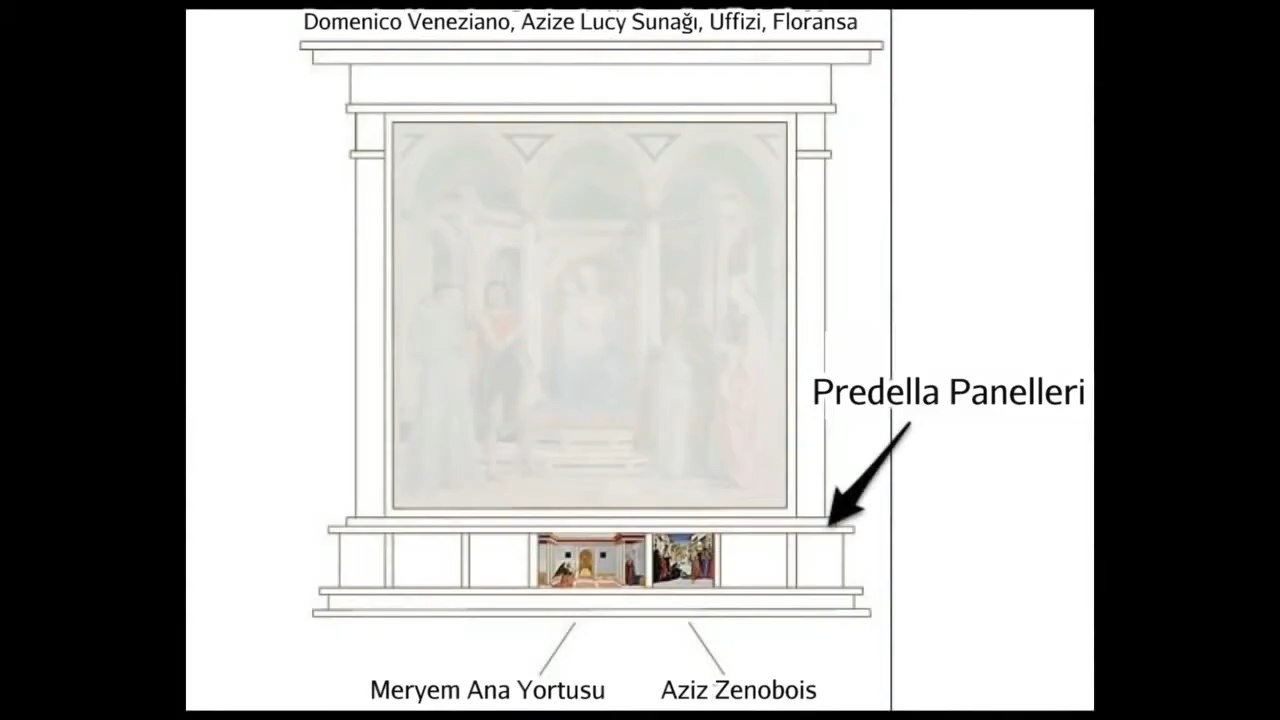 Domenico Veneziano, Azize Lucy Sunağı, Uffizi, Floransa
Predella Panelleri
Meryem Ana Yortusu
Aziz Zenobois